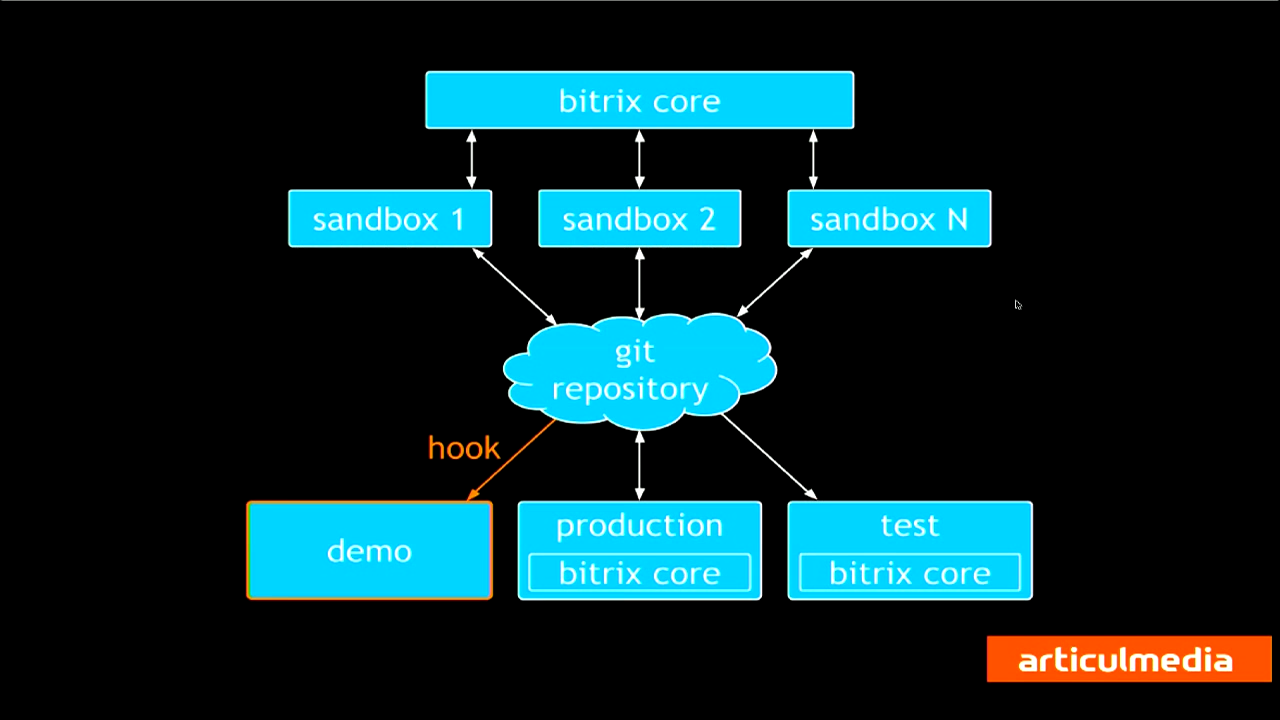 bitrix core
sandbox 1
sandbox 2
sandbox N
git
repository
hook
demo
production
bitrix core
test
bitrix core
articulmedia